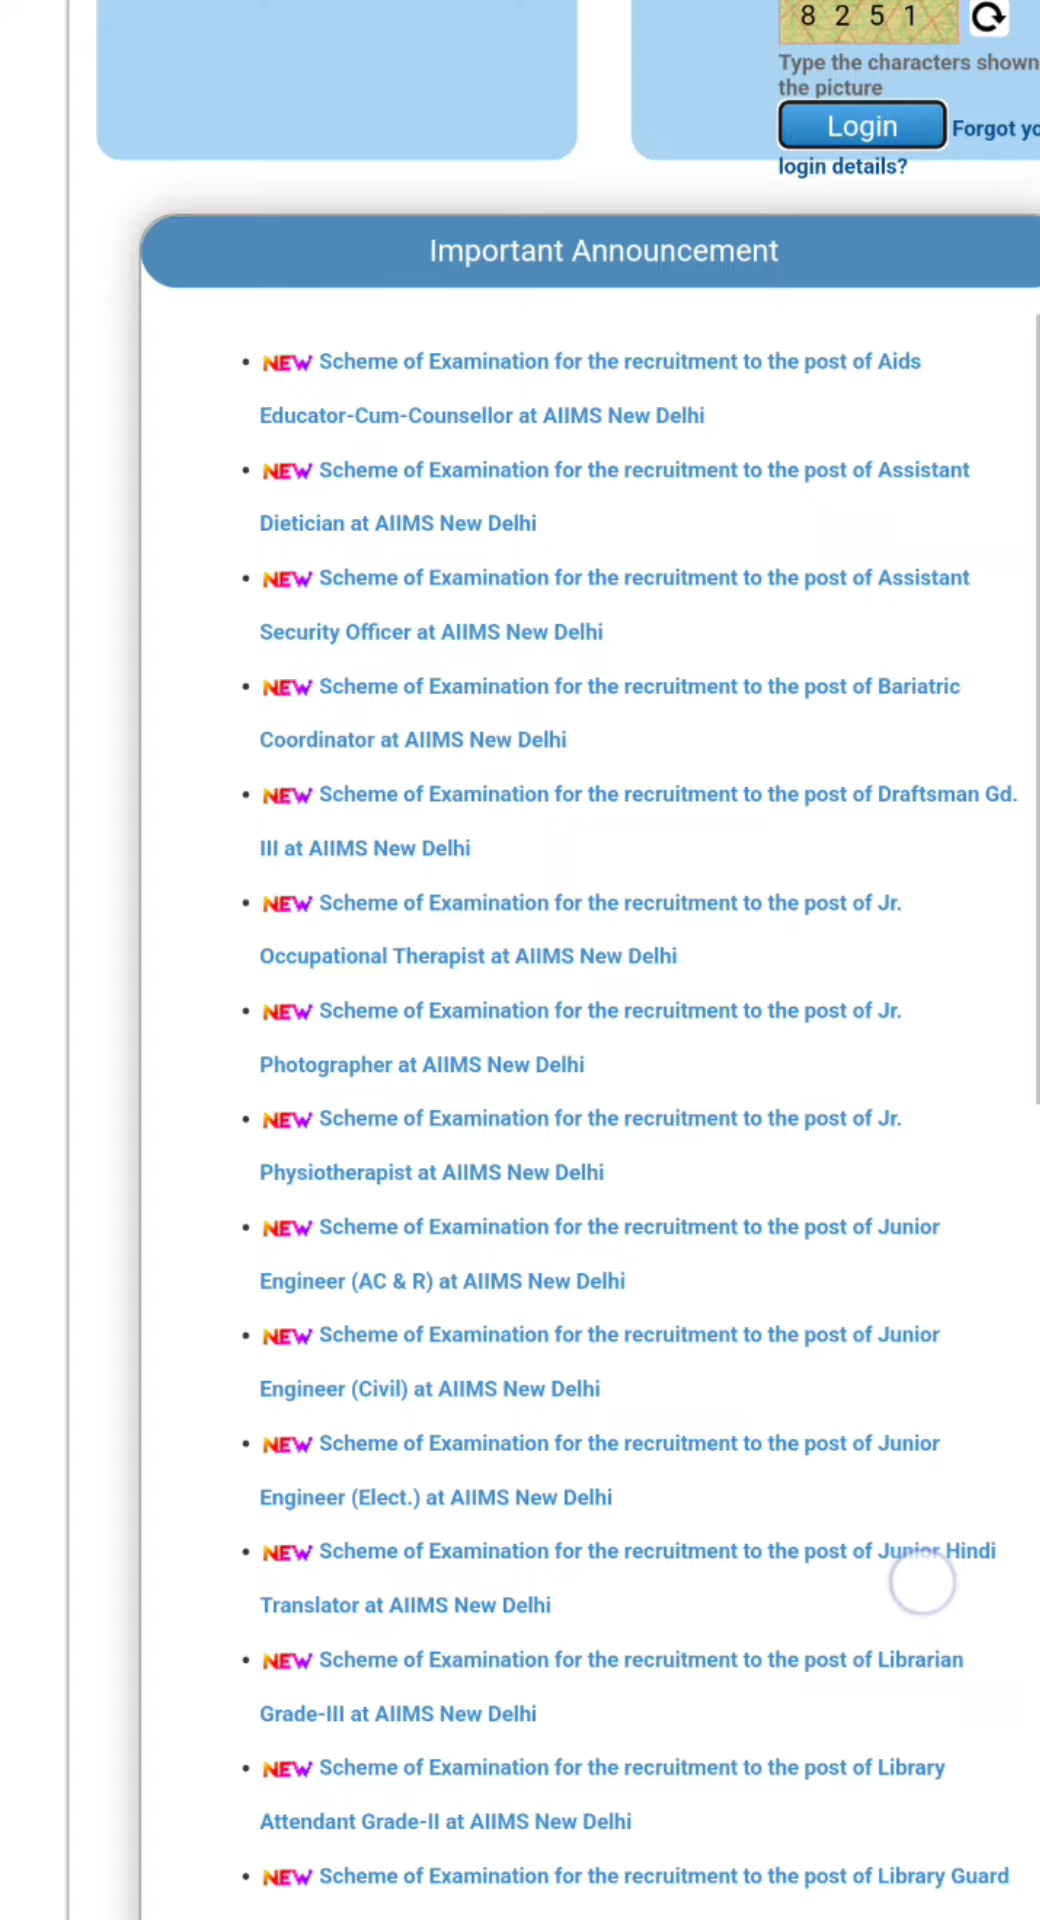 8 2 5 1
Type the characters shown
the picture
Login Forgot yo
login details?
Important Announcement
• NEW Scheme of Examination for the recruitment to the post of Aids
Educator-Cum-Counsellor at AIIMS New Delhi
• NEW Scheme of Examination for the recruitment to the post of Assistant
Dietician at AIIMS New Delhi
• NEW Scheme of Examination for the recruitment to the post of Assistant
Security Officer at AIIMS New Delhi
• NEW Scheme of Examination for the recruitment to the post of Bariatric
Coordinator at AIIMS New Delhi
• NEW Scheme of Examination for the recruitment to the post of Draftsman Gd.
III at AIIMS New Delhi
• NEW Scheme of Examination for the recruitment to the post of Jr.
Occupational Therapist at AIIMS New Delhi
• NEW Scheme of Examination for the recruitment to the post of Jr.
Photographer at AIIMS New Delhi
• NEW Scheme of Examination for the recruitment to the post of Jr.
Physiotherapist at AIIMS New Delhi
• NEW Scheme of Examination for the recruitment to the post of Junior
Engineer (AC & R) at AIIMS New Delhi
• NEW Scheme of Examination for the recruitment to the post of Junior
Engineer (Civil) at AIIMS New Delhi
• NEW Scheme of Examination for the recruitment to the post of Junior
Engineer (Elect.) at AIIMS New Delhi
• NEW Scheme of Examination for the recruitment to the post of Junior Hindi
Translator at AIIMS New Delhi
• NEW Scheme of Examination for the recruitment to the post of Librarian
Grade-III at AIIMS New Delhi
• NEW Scheme of Examination for the recruitment to the post of Library
Attendant Grade-II at AIIMS New Delhi
• NEW Scheme of Examination for the recruitment to the post of Library Guard